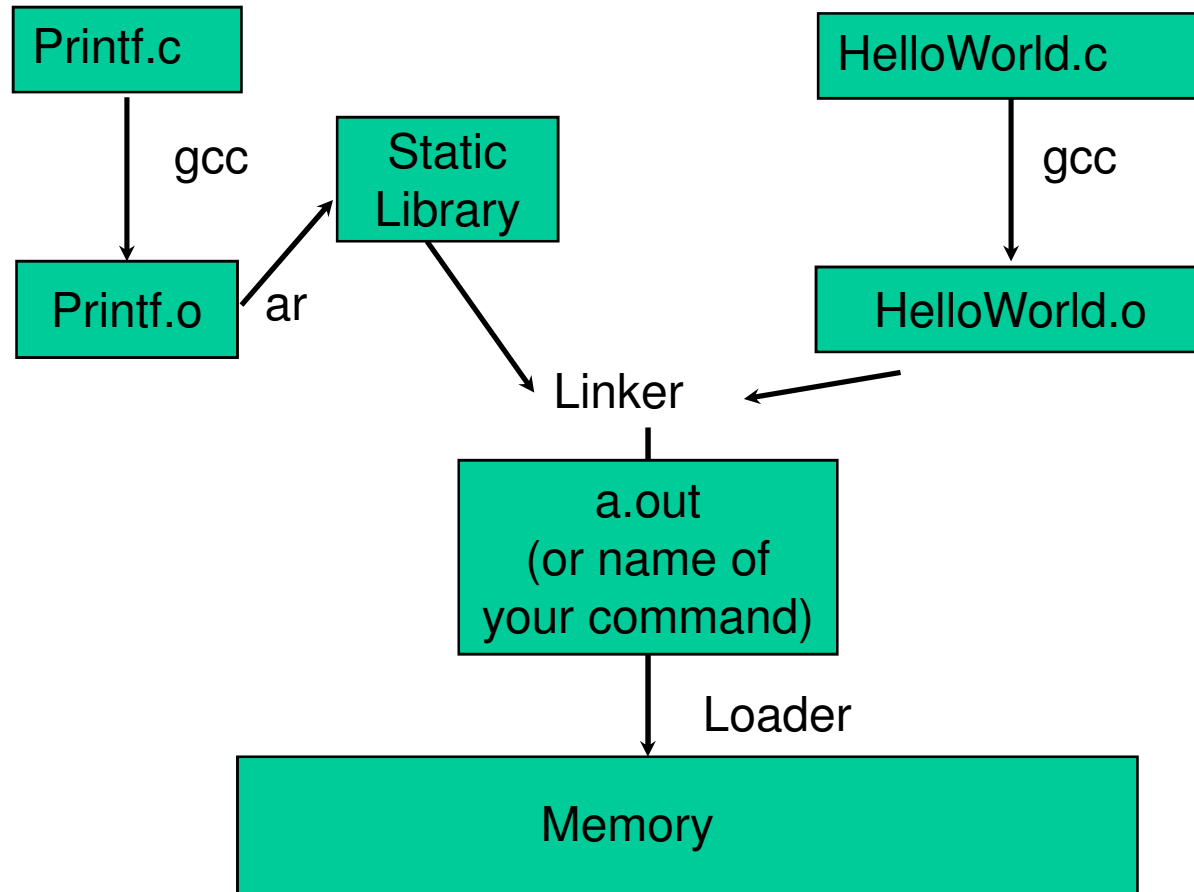 Printf.c
HelloWorld.c
gcc
Static
Library
gcc
Printf.o
ar
HelloWorld.o
Linker
a.out
(or name of
your command)
Loader
Memory